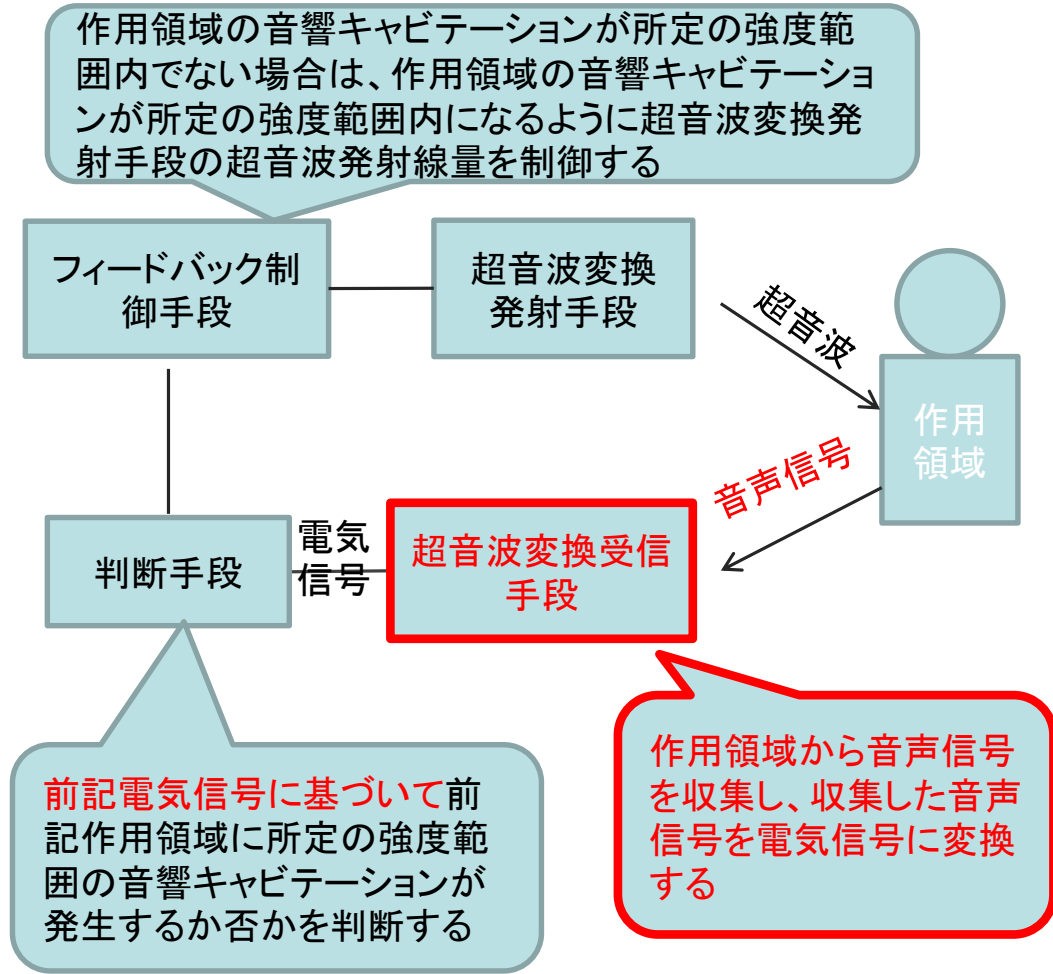 作用領域の音響キャビテーションが所定の強度範
囲内でない場合は、作用領域の音響キャビテーショ
ンが所定の強度範囲内になるように超音波変換発
射手段の超音波発射線量を制御する
フィードバック制
御手段
超音波変換
発射手段
超音波
作用
領域
音声信号
判断手段
電気
信号
超音波変換受信
手段
前記電気信号に基づいて前
記作用領域に所定の強度範
囲の音響キャビテーションが
発生するか否かを判断する
作用領域から音声信号
を収集し、収集した音声
信号を電気信号に変換
する